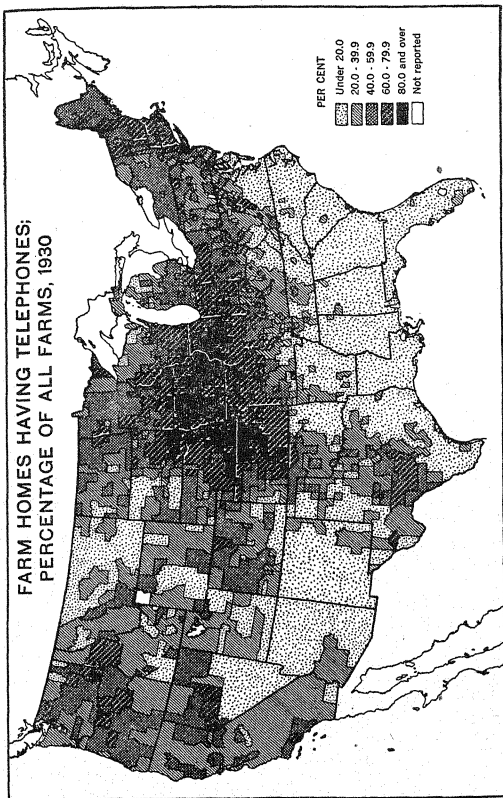 FARM HOMES HAVING TELEPHONES;
PERCENTAGE OF ALL FARMS, 1930
PER CENT
Under 20.0
20.0 - 39.9
40.0 - 59.9
60.0 - 79.9
80.0 and over
Not reported